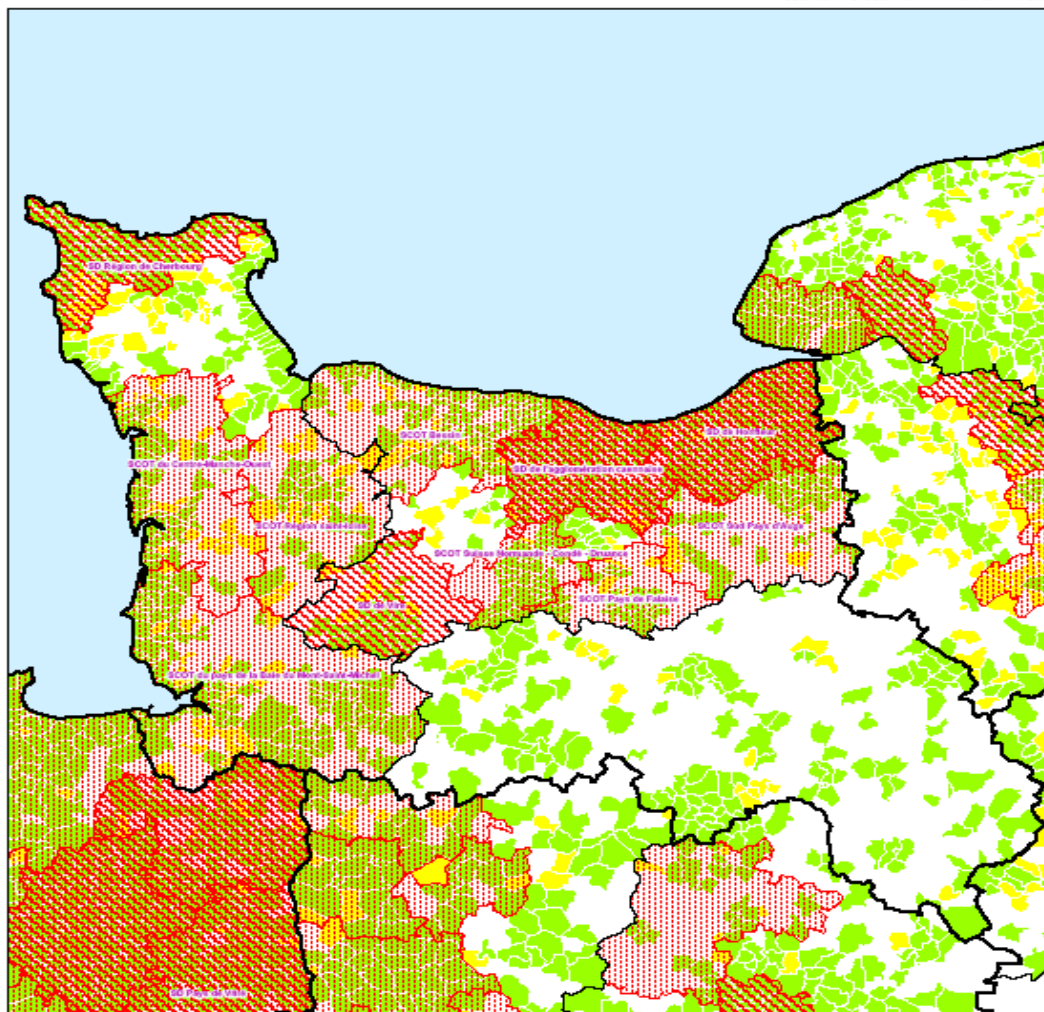 SD Région de Cherbourg
SCOT Bessin
SD de Honfleur
SCOT du Centre-Manche-Ouest
SD de l'agglomération caennaise
SCOT Région
SCOT Sud Pays d'Auge
SCOT Suisse Normande - Condé - Druance
SD de Vire
SCOT Pays de Falaise
SCOT pays de la Baie du Mont-Saint-Michel
SD Pays de